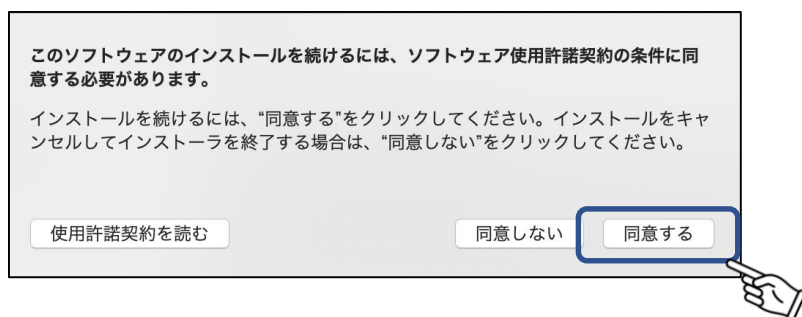 このソフトウェアのインストールを続けるには、ソフトウェア使用許諾契約の条件に同
意する必要があります。
インストールを続けるには、“同意する”をクリックしてください。インストールをキャ
ンセルしてインストーラを終了する場合は、“同意しない”をクリックしてください。
使用許諾契約を読む
同意しない
同意する